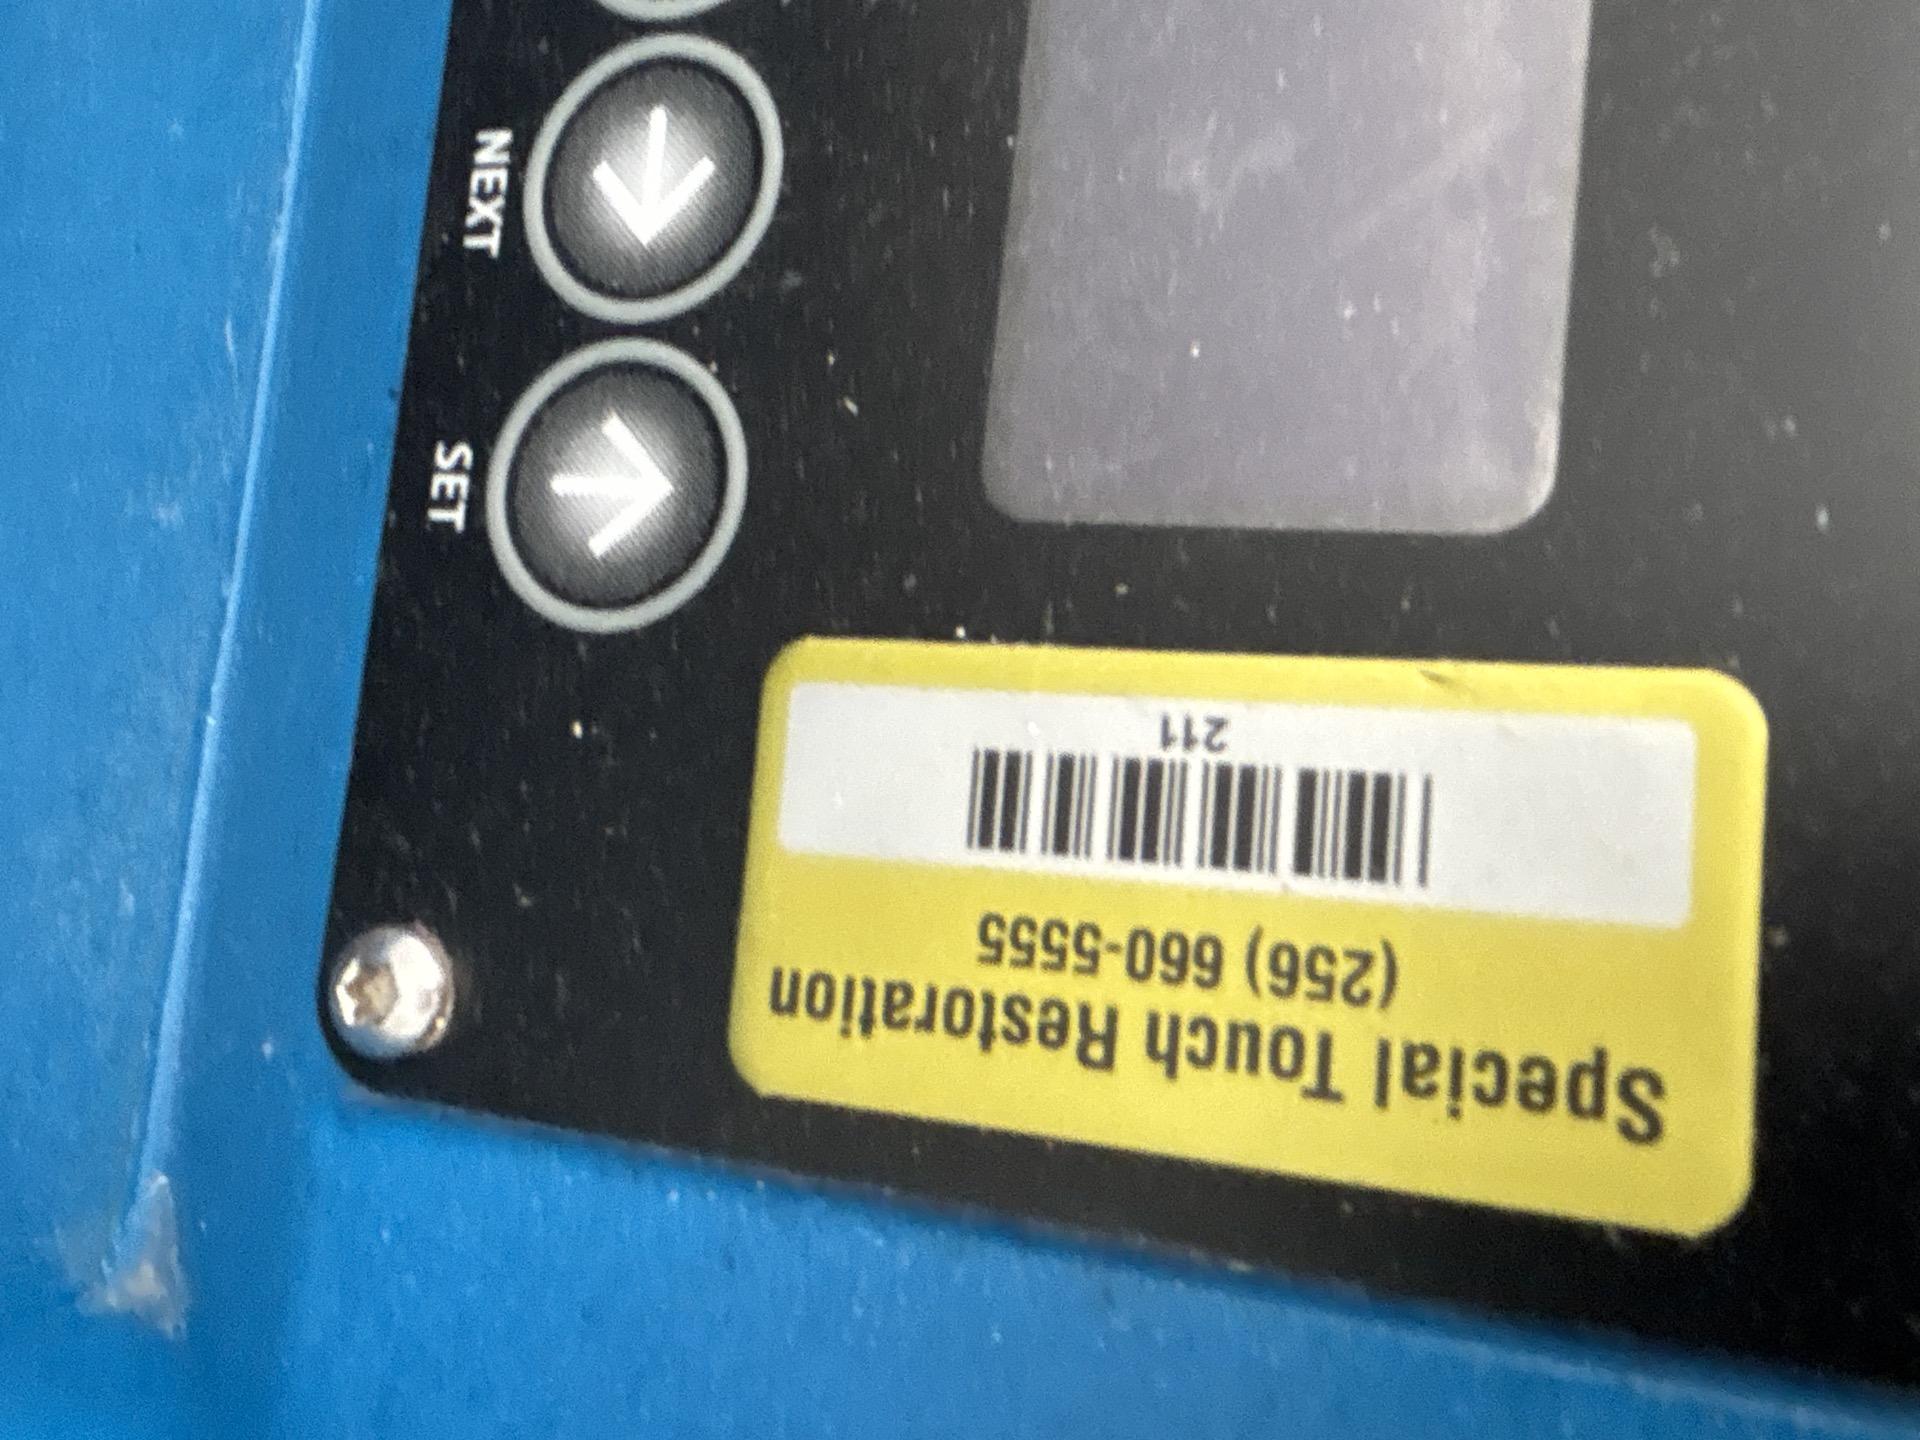 NEXT
SET
Special Touch Restoration
(256) 660-5555
211